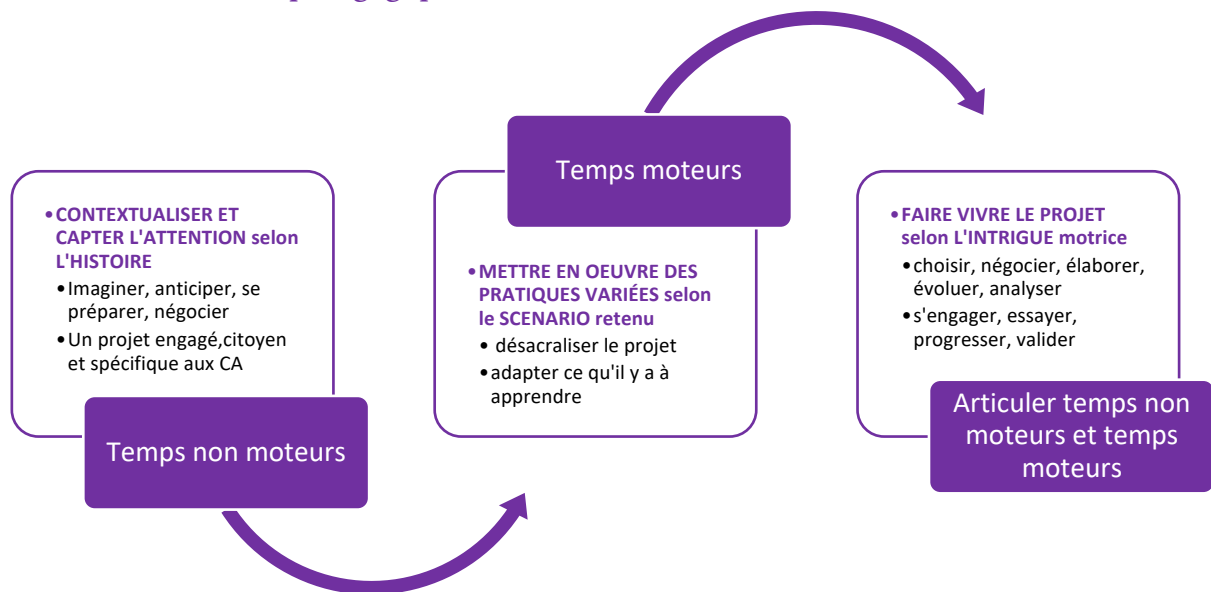 •CONTEXTUALISER ET
CAPTER L'ATTENTION selon
L'HISTOIRE
•Imaginer, anticiper, se
préparer, négocier
•Un projet engagé,citoyen
et spécifique aux CA
Temps non moteurs
Temps moteurs
•METTRE EN OEUVRE DES
PRATIQUES VARIÉES selon
le SCENARIO retenu
• désacraliser le projet
•adapter ce qu'il y a à
apprendre
•FAIRE VIVRE LE PROJET
selon L'INTRIGUE motrice
•choisir, négocier, élaborer,
évoluer, analyser
•s'engager, essayer,
progresser, valider
Articuler temps non
moteurs et temps
moteurs